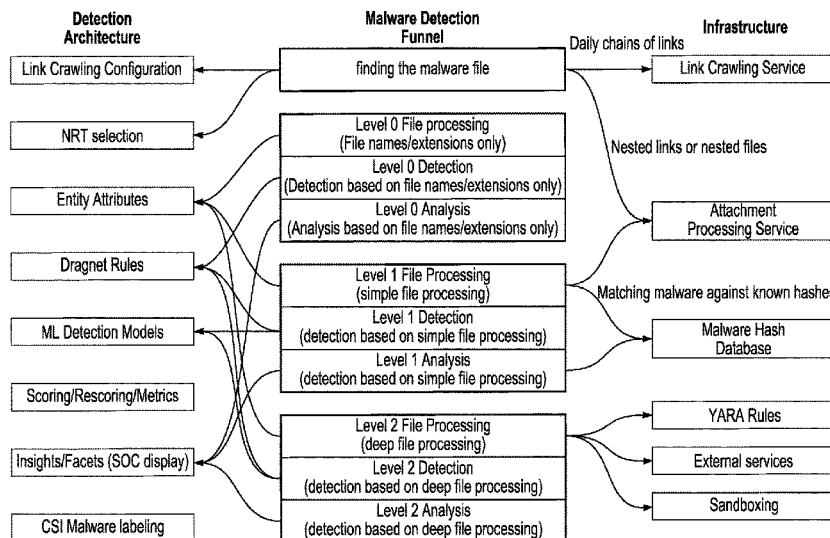 Detection
Architecture
Link Crawling Configuration
NRT selection
Entity Attributes
Dragnet Rules
ML Detection Models
Scoring/Rescoring/Metrics
Insights/Facets (SOC display)
CSI Malware labeling
Malware Detection
Funnel
finding the malware file
Level 0 File processing
(File names/extensions only)
Level 0 Detection
(Detection based on file names/extensions only)
Level 0 Analysis
(Analysis based on file names/extensions only)
Level 1 File Processing
(simple file processing)
Level 1 Detection
(detection based on simple file processing)
Level 1 Analysis
(detection based on simple file processing)
Level 2 File Processing
(deep file processing)
Level 2 Detection
(detection based on deep file processing)
Level 2 Analysis
(detection based on deep file processing)
Infrastructure
Daily chains of links
Link Crawling Service
Nested links or nested files
Attachment
Processing Service
Matching malware against known hashes
Malware Hash
Database
YARA Rules
External services
Sandboxing